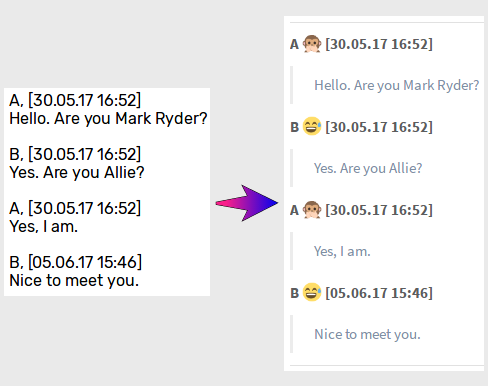 A, [30.05.17 16:52]
Hello. Are you Mark Ryder?
B, [30.05.17 16:52]
Yes. Are you Allie?
A, [30.05.17 16:52]
Yes, I am.
B, [05.06.17 15:46]
Nice to meet you.
A 🙊 [30.05.17 16:52]
Hello. Are you Mark Ryder?
B 😅 [30.05.17 16:52]
Yes. Are you Allie?
A 🙊 [30.05.17 16:52]
Yes, I am.
B 😅 [05.06.17 15:46]
Nice to meet you.